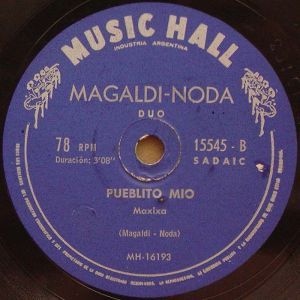 MUSIC HALL
INDUSTRIA ARGENTINA
MAGALDI-NODA
DUO
78 RPM
Duración: 3'08"
15545 - B
SADAIC
PUEBLITO MIO
Maxixa
(Magaldi - Noda)
MH-16193